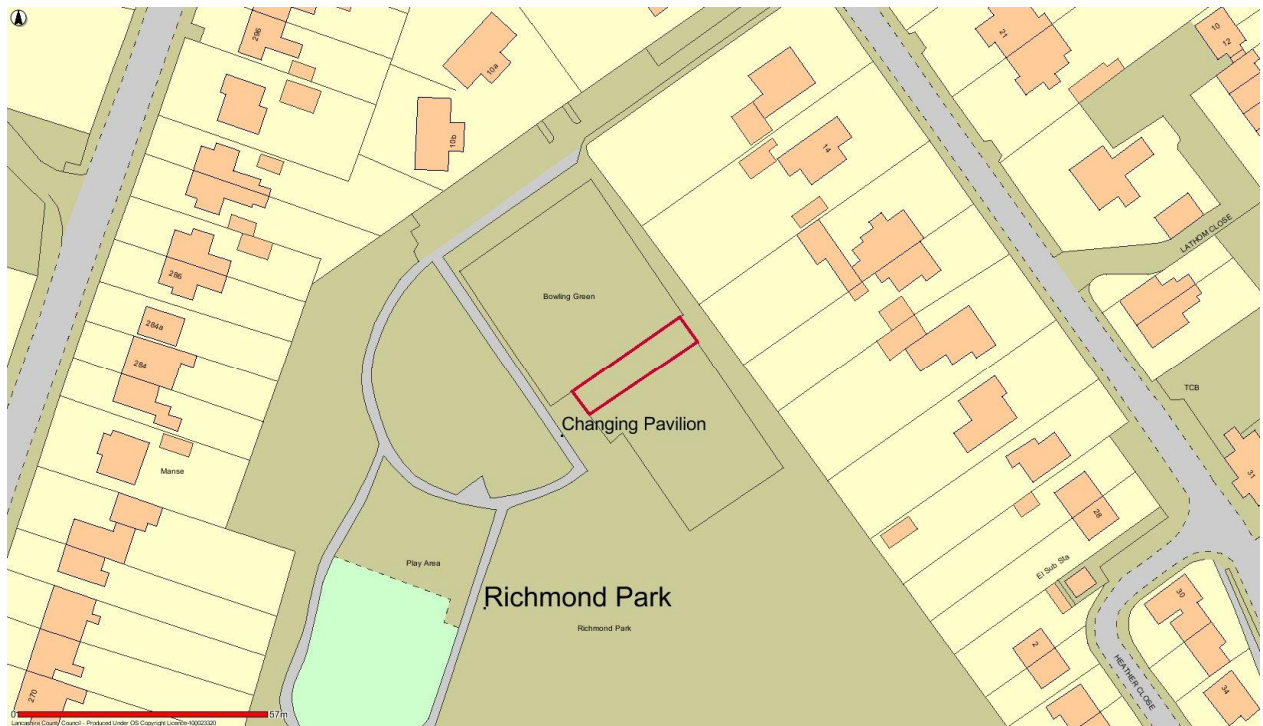 296
10a
21
10
12
10b
14
LATHOM CLOSE
286
Bowling Green
284a
284
TCB
Changing Pavilion
Manse
31
28
Play Area
El Sub Sta
Richmond Park
Richmond Park
30
2
HEATHER CLOSE
34
270
0
57m
Lancashire County Council - Produced Under OS Copyright Licence 100023320